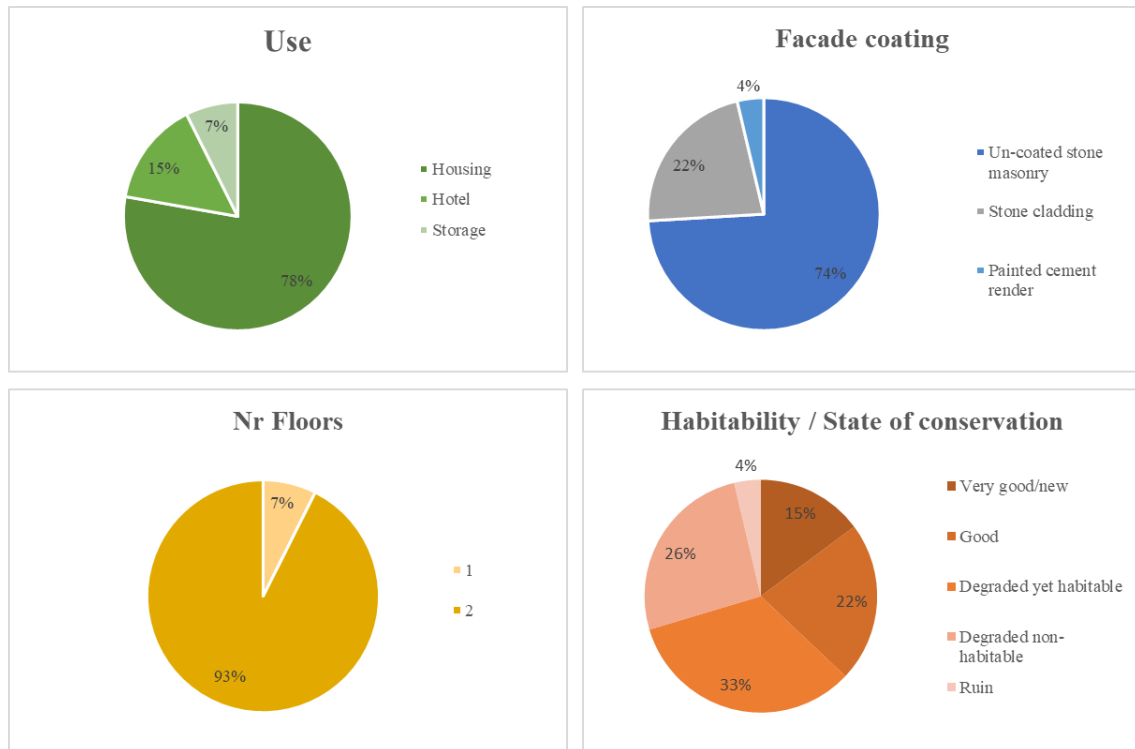 Use
7%
15%
78%
Housing
Hotel
Storage
Facade coating
4%
22%
74%
Un-coated stone
masonry
Stone cladding
Painted cement
render
Nr Floors
7%
93%
1
2
Habitability / State of conservation
4%
15%
26%
22%
33%
Very good/new
Good
Degraded yet habitable
Degraded non-
habitable
Ruin